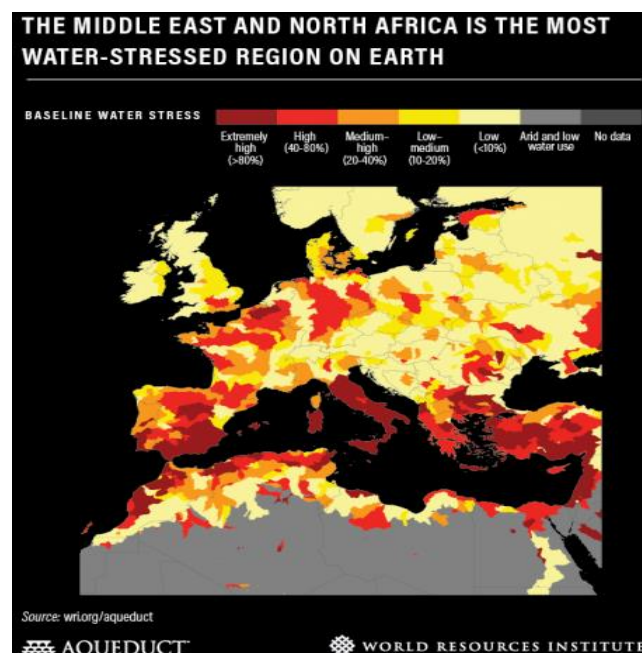 THE MIDDLE EAST AND NORTH AFRICA IS THE MOST
WATER-STRESSED REGION ON EARTH
BASELINE WATER STRESS
Extremely high (>80%)
High (40-80%)
Medium–high (20-40%)
Low–medium (10-20%)
Low (<10%)
Arid and low water use
No data
Source: wri.org/aqueduct
AQUEDUCT™
WORLD RESOURCES INSTITUTE